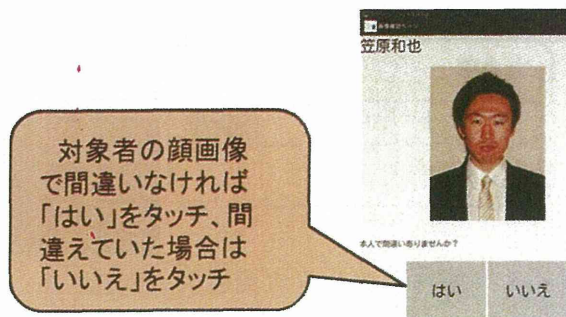 笠原和也
対象者の顔画像
で間違いなければ
「はい」をタッチ、間
違えていた場合は
「いいえ」をタッチ
本人で間違いありませんか?
はい
いいえ